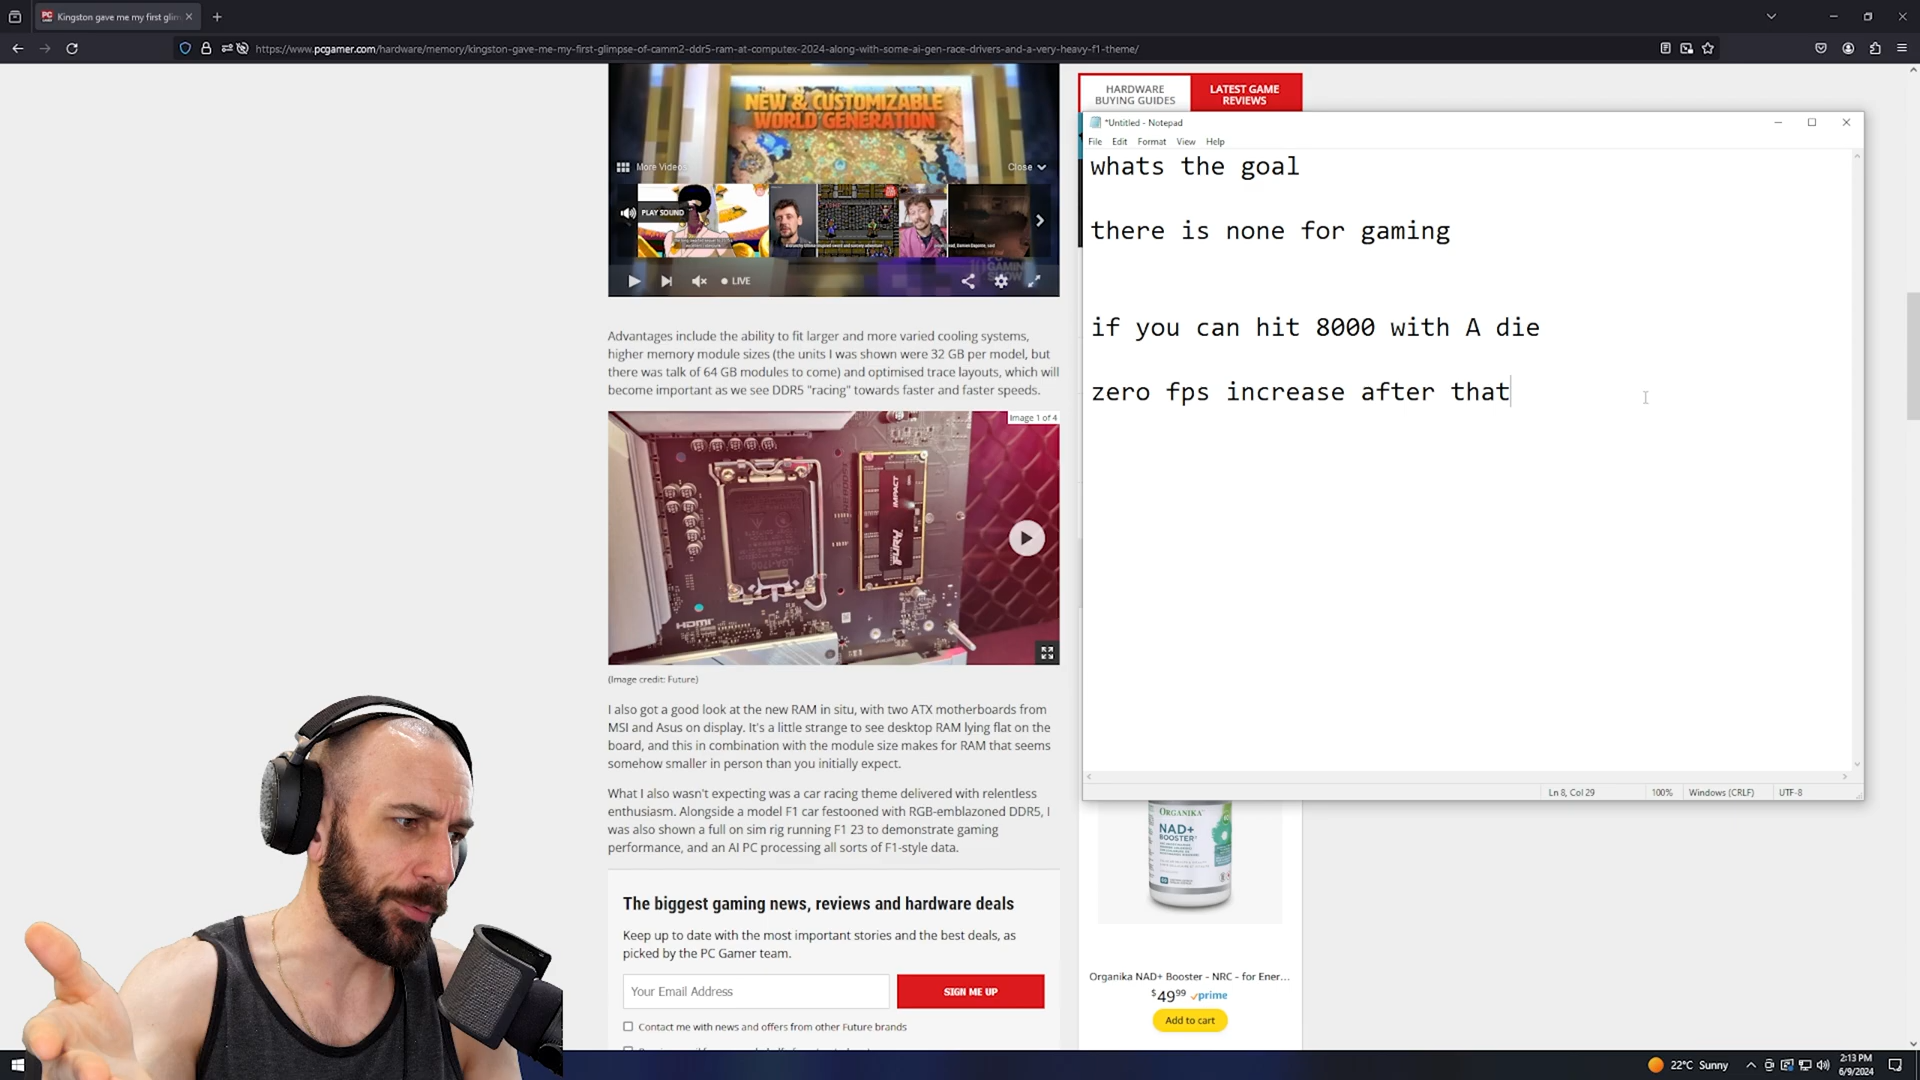 Kingston gave me my first glim
https://www.pcgamer.com/hardware/memory/kingston-gave-me-my-first-glimpse-of-camm2-ddr5-ram-at-computex-2024-along-with-some-ai-gen-race-drivers-and-a-very-heavy-f1-theme/
NEW & CUSTOMIZABLE
WORLD GENERATION
More Videos
Close
PLAY SOUND
LIVE
Advantages include the ability to fit larger and more varied cooling systems,
higher memory module sizes (the units I was shown were 32 GB per model, but
there was talk of 64 GB modules to come) and optimised trace layouts, which will
become important as we see DDR5 "racing" towards faster and faster speeds.
Image 1 of 4
IMPACT
FURY
LGA-1700
HDMI
(Image credit: Future)
I also got a good look at the new RAM in situ, with two ATX motherboards from
MSI and Asus on display. It's a little strange to see desktop RAM lying flat on the
board, and this in combination with the module size makes for RAM that seems
somehow smaller in person than you initially expect.
What I also wasn't expecting was a car racing theme delivered with relentless
enthusiasm. Alongside a model F1 car festooned with RGB-emblazoned DDR5, I
was also shown a full on sim rig running F1 23 to demonstrate gaming
performance, and an AI PC processing all sorts of F1-style data.
The biggest gaming news, reviews and hardware deals
Keep up to date with the most important stories and the best deals, as
picked by the PC Gamer team.
Your Email Address
SIGN ME UP
Contact me with news and offers from other Future brands
HARDWARE
BUYING GUIDES
LATEST GAME
REVIEWS
*Untitled - Notepad
File Edit Format View Help
whats the goal
there is none for gaming
if you can hit 8000 with A die
zero fps increase after that
Ln 8, Col 29
100%
Windows (CRLF)
UTF-8
ORGANIKA
NAD+
BOOSTER
Organika NAD+ Booster - NRC - for Ener...
$49.99 prime
Add to cart
22°C Sunny
2:13 PM
6/9/2024